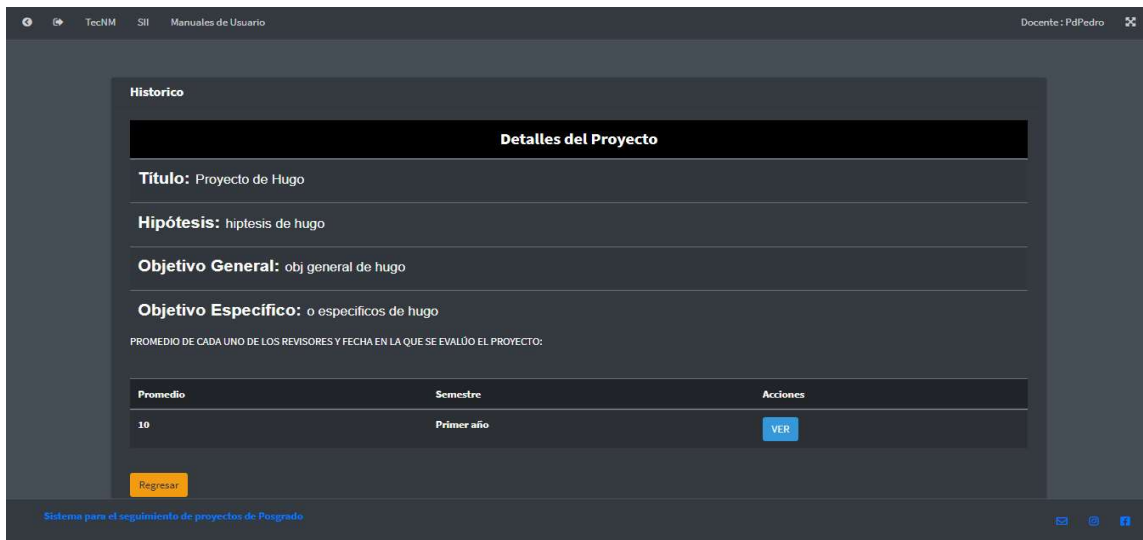 TecNM SII Manuales de Usuario Docente : PdPedro
Historico
Detalles del Proyecto
Título: Proyecto de Hugo
Hipótesis: hiptesis de hugo
Objetivo General: obj general de hugo
Objetivo Específico: o especificos de hugo
PROMEDIO DE CADA UNO DE LOS REVISORES Y FECHA EN LA QUE SE EVALÚO EL PROYECTO:
Promedio Semestre Acciones
10 Primer año VER
Regresar
Sistema para el seguimiento de proyectos de Posgrado